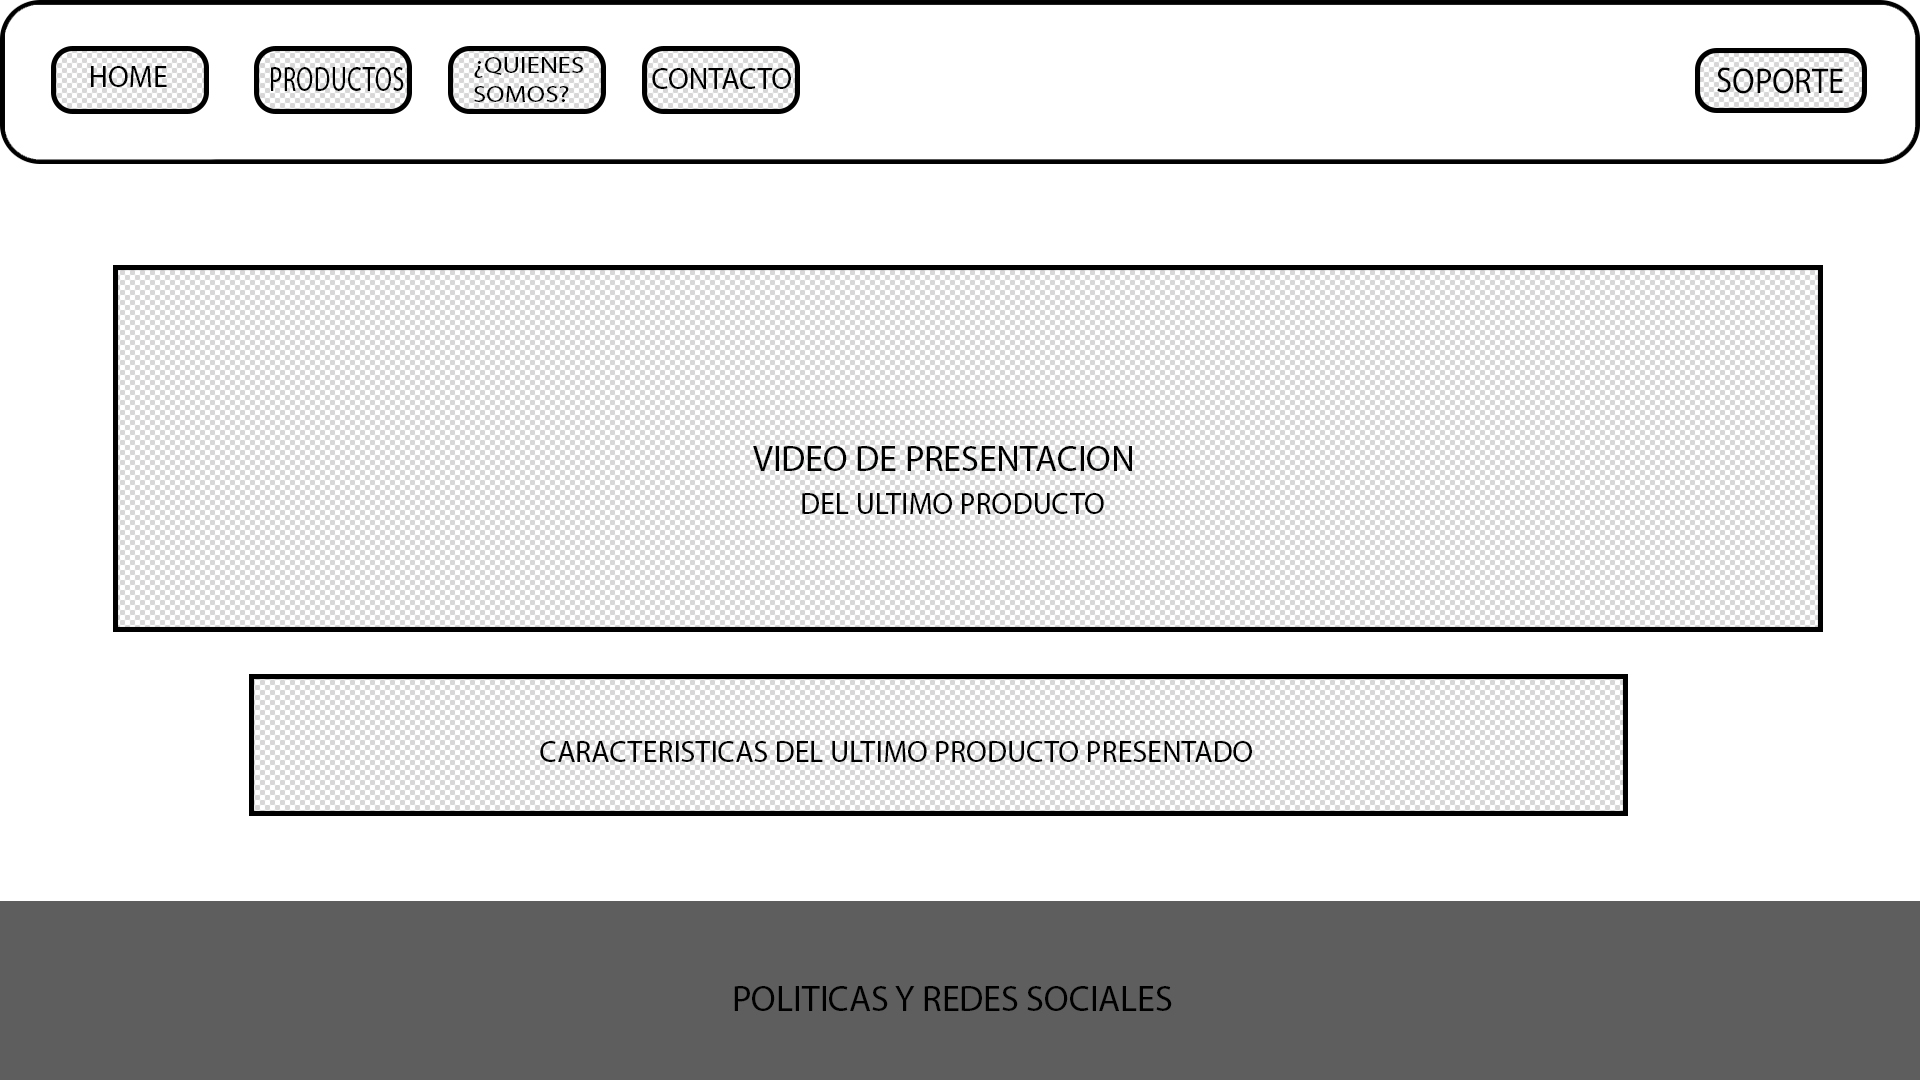 HOME
PRODUCTOS
¿QUIENES
SOMOS?
CONTACTO
SOPORTE
VIDEO DE PRESENTACION
DEL ULTIMO PRODUCTO
CARACTERISTICAS DEL ULTIMO PRODUCTO PRESENTADO
POLITICAS Y REDES SOCIALES